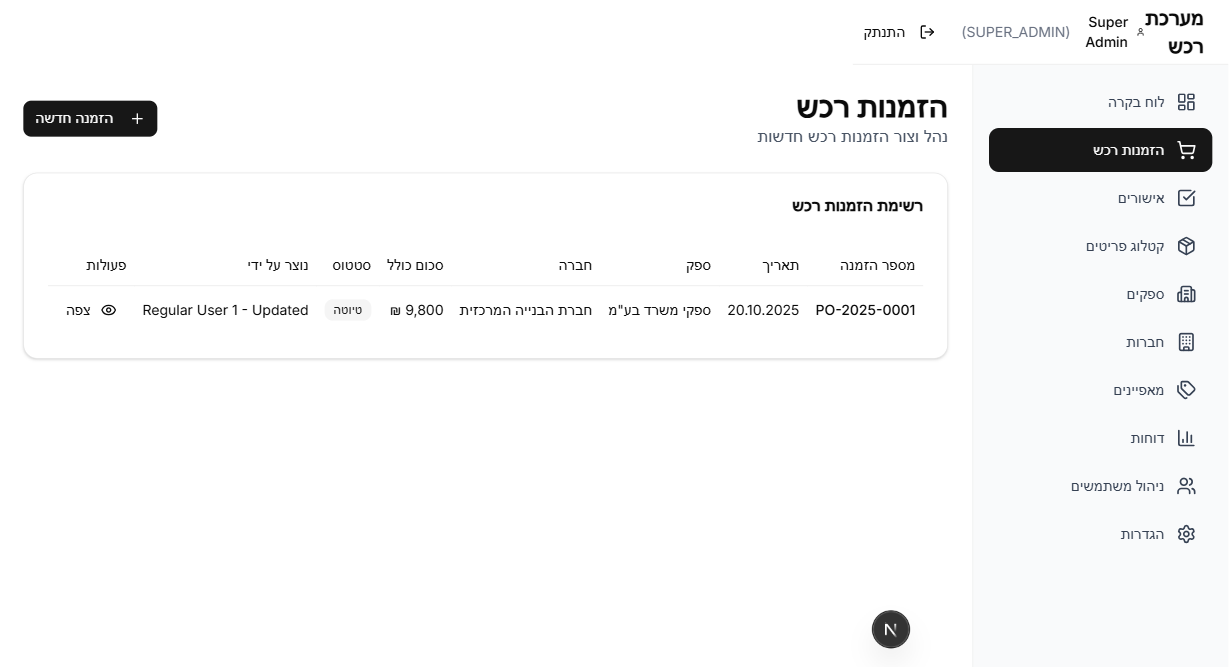 מערכת
רכש
Super
Admin
(SUPER_ADMIN)
התנתק
לוח בקרה
הזמנות רכש
אישורים
קטלוג פריטים
ספקים
חברות
מאפיינים
דוחות
ניהול משתמשים
הגדרות
הזמנות רכש
נהל וצור הזמנות רכש חדשות
הזמנה חדשה
רשימת הזמנות רכש
מספר הזמנה תאריך ספק חברה סכום כולל סטטוס נוצר על ידי פעולות
PO-2025-0001 20.10.2025 ספקי משרד בע"מ חברת הבנייה המרכזית 9,800 ₪ טיוטה Regular User 1 - Updated צפה
N